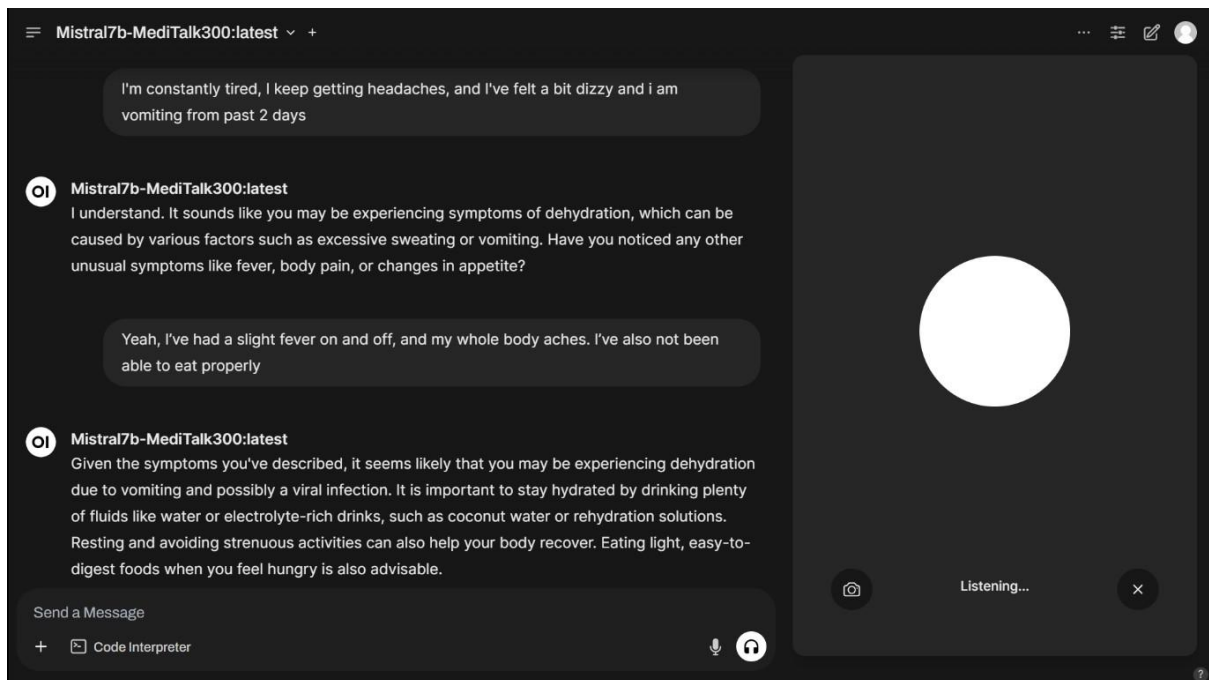 Mistral7b-MediTalk300:latest
I'm constantly tired, I keep getting headaches, and I've felt a bit dizzy and i am
vomiting from past 2 days
OI
Mistral7b-MediTalk300:latest
I understand. It sounds like you may be experiencing symptoms of dehydration, which can be
caused by various factors such as excessive sweating or vomiting. Have you noticed any other
unusual symptoms like fever, body pain, or changes in appetite?
Yeah, I've had a slight fever on and off, and my whole body aches. I've also not been
able to eat properly
OI
Mistral7b-MediTalk300:latest
Given the symptoms you've described, it seems likely that you may be experiencing dehydration
due to vomiting and possibly a viral infection. It is important to stay hydrated by drinking plenty
of fluids like water or electrolyte-rich drinks, such as coconut water or rehydration solutions.
Resting and avoiding strenuous activities can also help your body recover. Eating light, easy-to-
digest foods when you feel hungry is also advisable.
Send a Message
Code Interpreter
Listening...
?